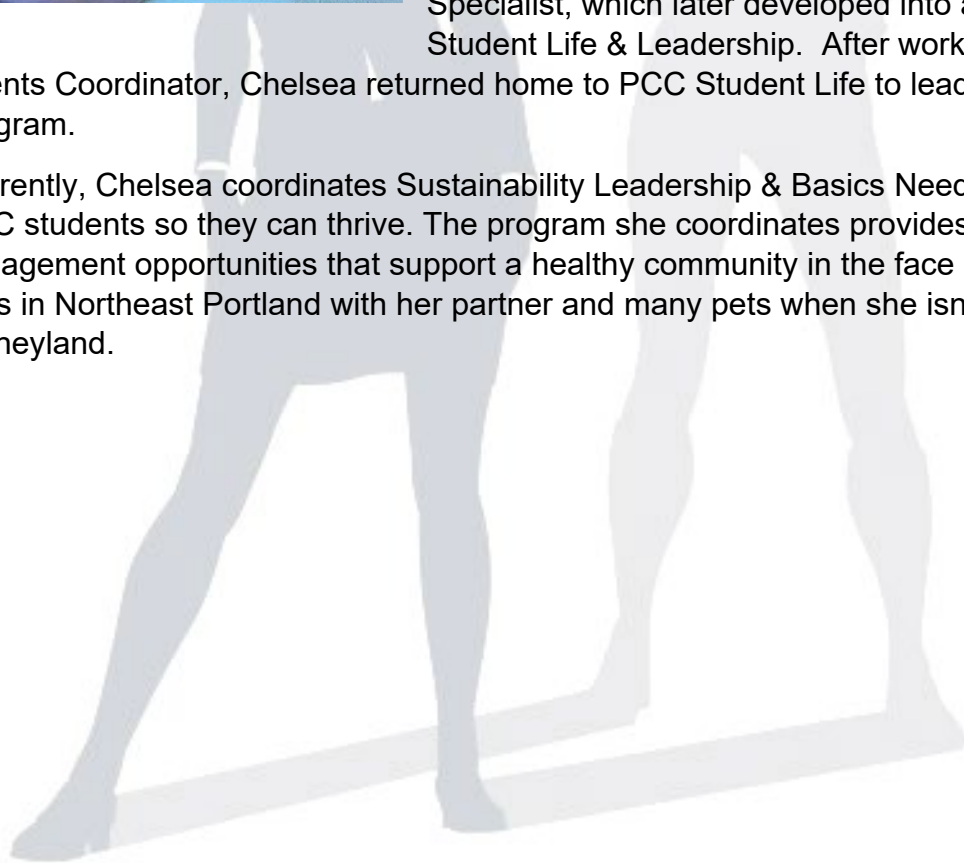 Specialist, which later developed into a
Student Life & Leadership. After work
ents Coordinator, Chelsea returned home to PCC Student Life to lead
gram.
rently, Chelsea coordinates Sustainability Leadership & Basics Need
C students so they can thrive. The program she coordinates provides
agement opportunities that support a healthy community in the face
s in Northeast Portland with her partner and many pets when she isn
neyland.